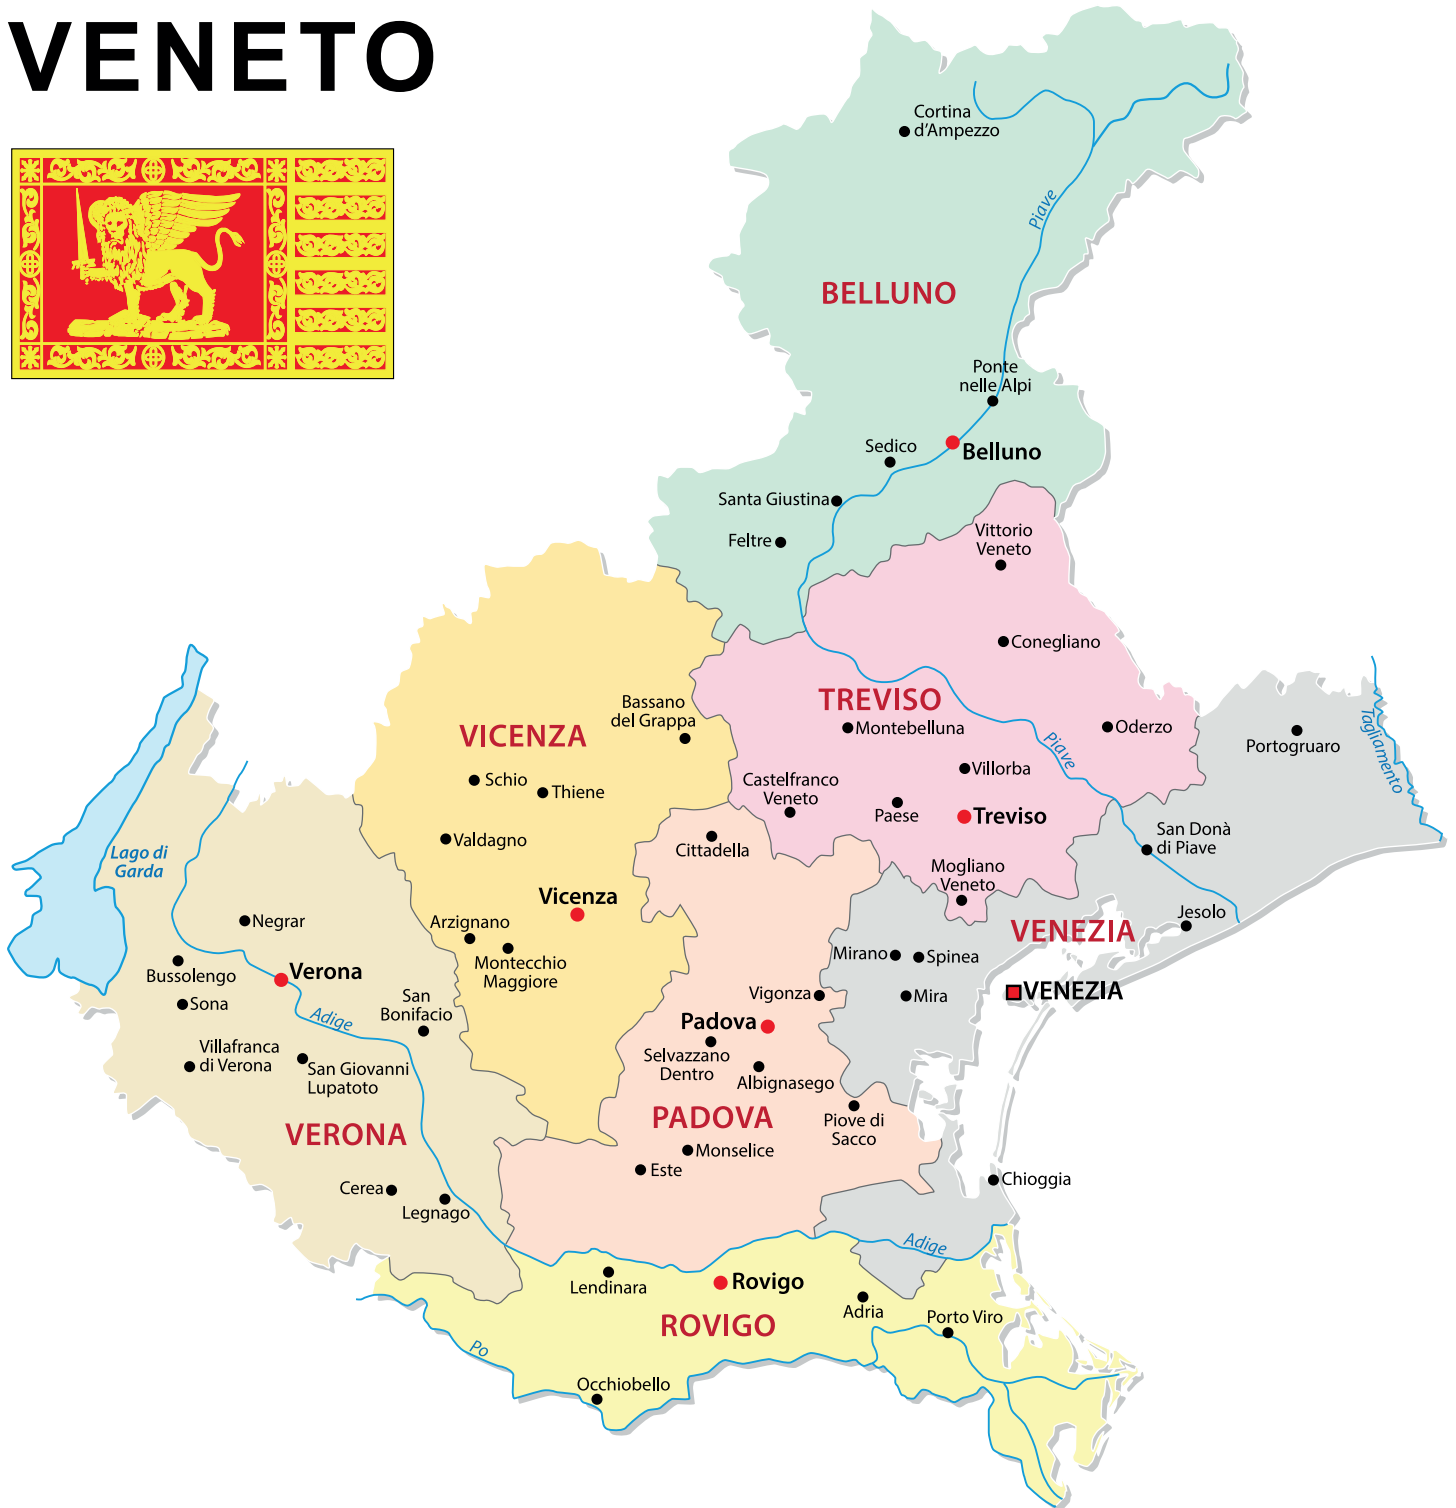 VENETO
Cortina
d'Ampezzo
Piave
BELLUNO
Ponte
nelle Alpi
Sedico
Belluno
Santa Giustina
Feltre
Vittorio
Veneto
Conegliano
TREVISO
Bassano
del Grappa
VICENZA
Montebelluna
Piave
Oderzo
Portogruaro
Tagliamento
Schio
Thiene
Castelfranco
Veneto
Villorba
Paese
Treviso
Valdagno
Cittadella
San Donà
di Piave
Lago di
Garda
Mogliano
Veneto
Vicenza
Negrar
Arzignano
Jesolo
VENEZIA
Montecchio
Maggiore
Mirano
Spinea
Bussolengo
Verona
Sona
San
Bonifacio
Adige
Vigonza
Mira
VENEZIA
Padova
Villafranca
di Verona
San Giovanni
Lupatoto
Selvazzano
Dentro
Albignasego
PADOVA
Piove di
Sacco
VERONA
Monselice
Este
Chioggia
Cerea
Legnago
Adige
Lendinara
Rovigo
Adria
Porto Viro
ROVIGO
Po
Occhiobello